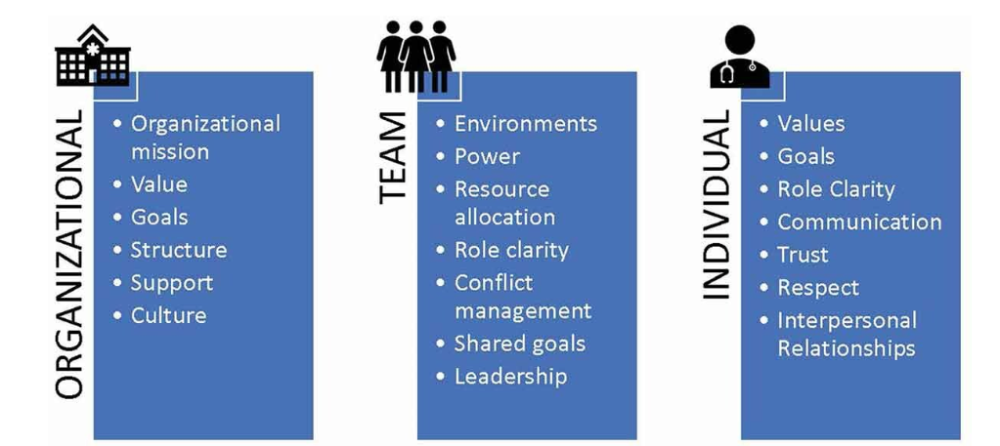 ORGANIZATIONAL
• Organizational
mission
• Value
• Goals
• Structure
• Support
• Culture
TEAM
• Environments
• Power
• Resource
allocation
• Role clarity
• Conflict
management
• Shared goals
• Leadership
INDIVIDUAL
• Values
• Goals
• Role Clarity
• Communication
• Trust
• Respect
• Interpersonal
Relationships